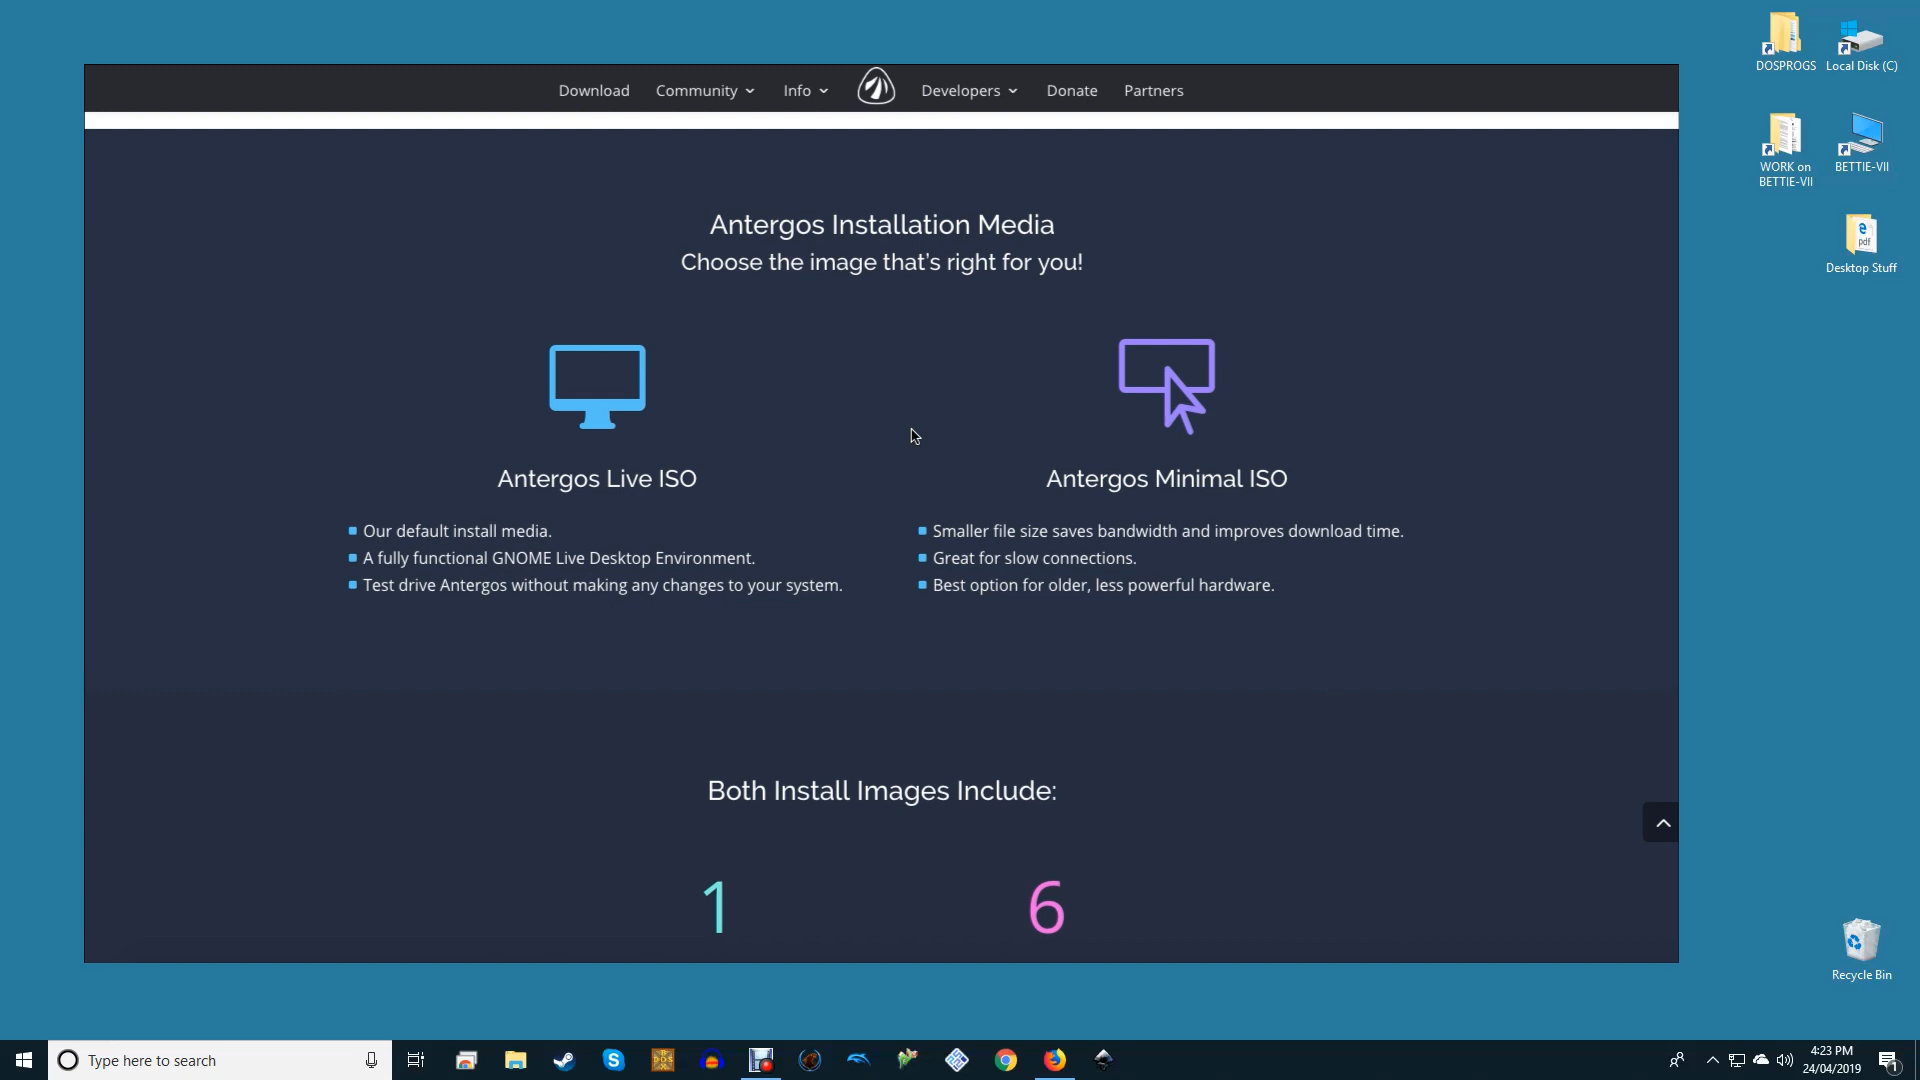 Download Community Info Developers Donate Partners
Antergos Installation Media
Choose the image that's right for you!
Antergos Live ISO
Our default install media.
A fully functional GNOME Live Desktop Environment.
Test drive Antergos without making any changes to your system.
Antergos Minimal ISO
Smaller file size saves bandwidth and improves download time.
Great for slow connections.
Best option for older, less powerful hardware.
Both Install Images Include:
1 6
DOSPROGS
Local Disk (C)
WORK on
BETTIE-VII
BETTIE-VII
pdf
Desktop Stuff
Recycle Bin
Type here to search
DOS
4:23 PM
24/04/2019
1